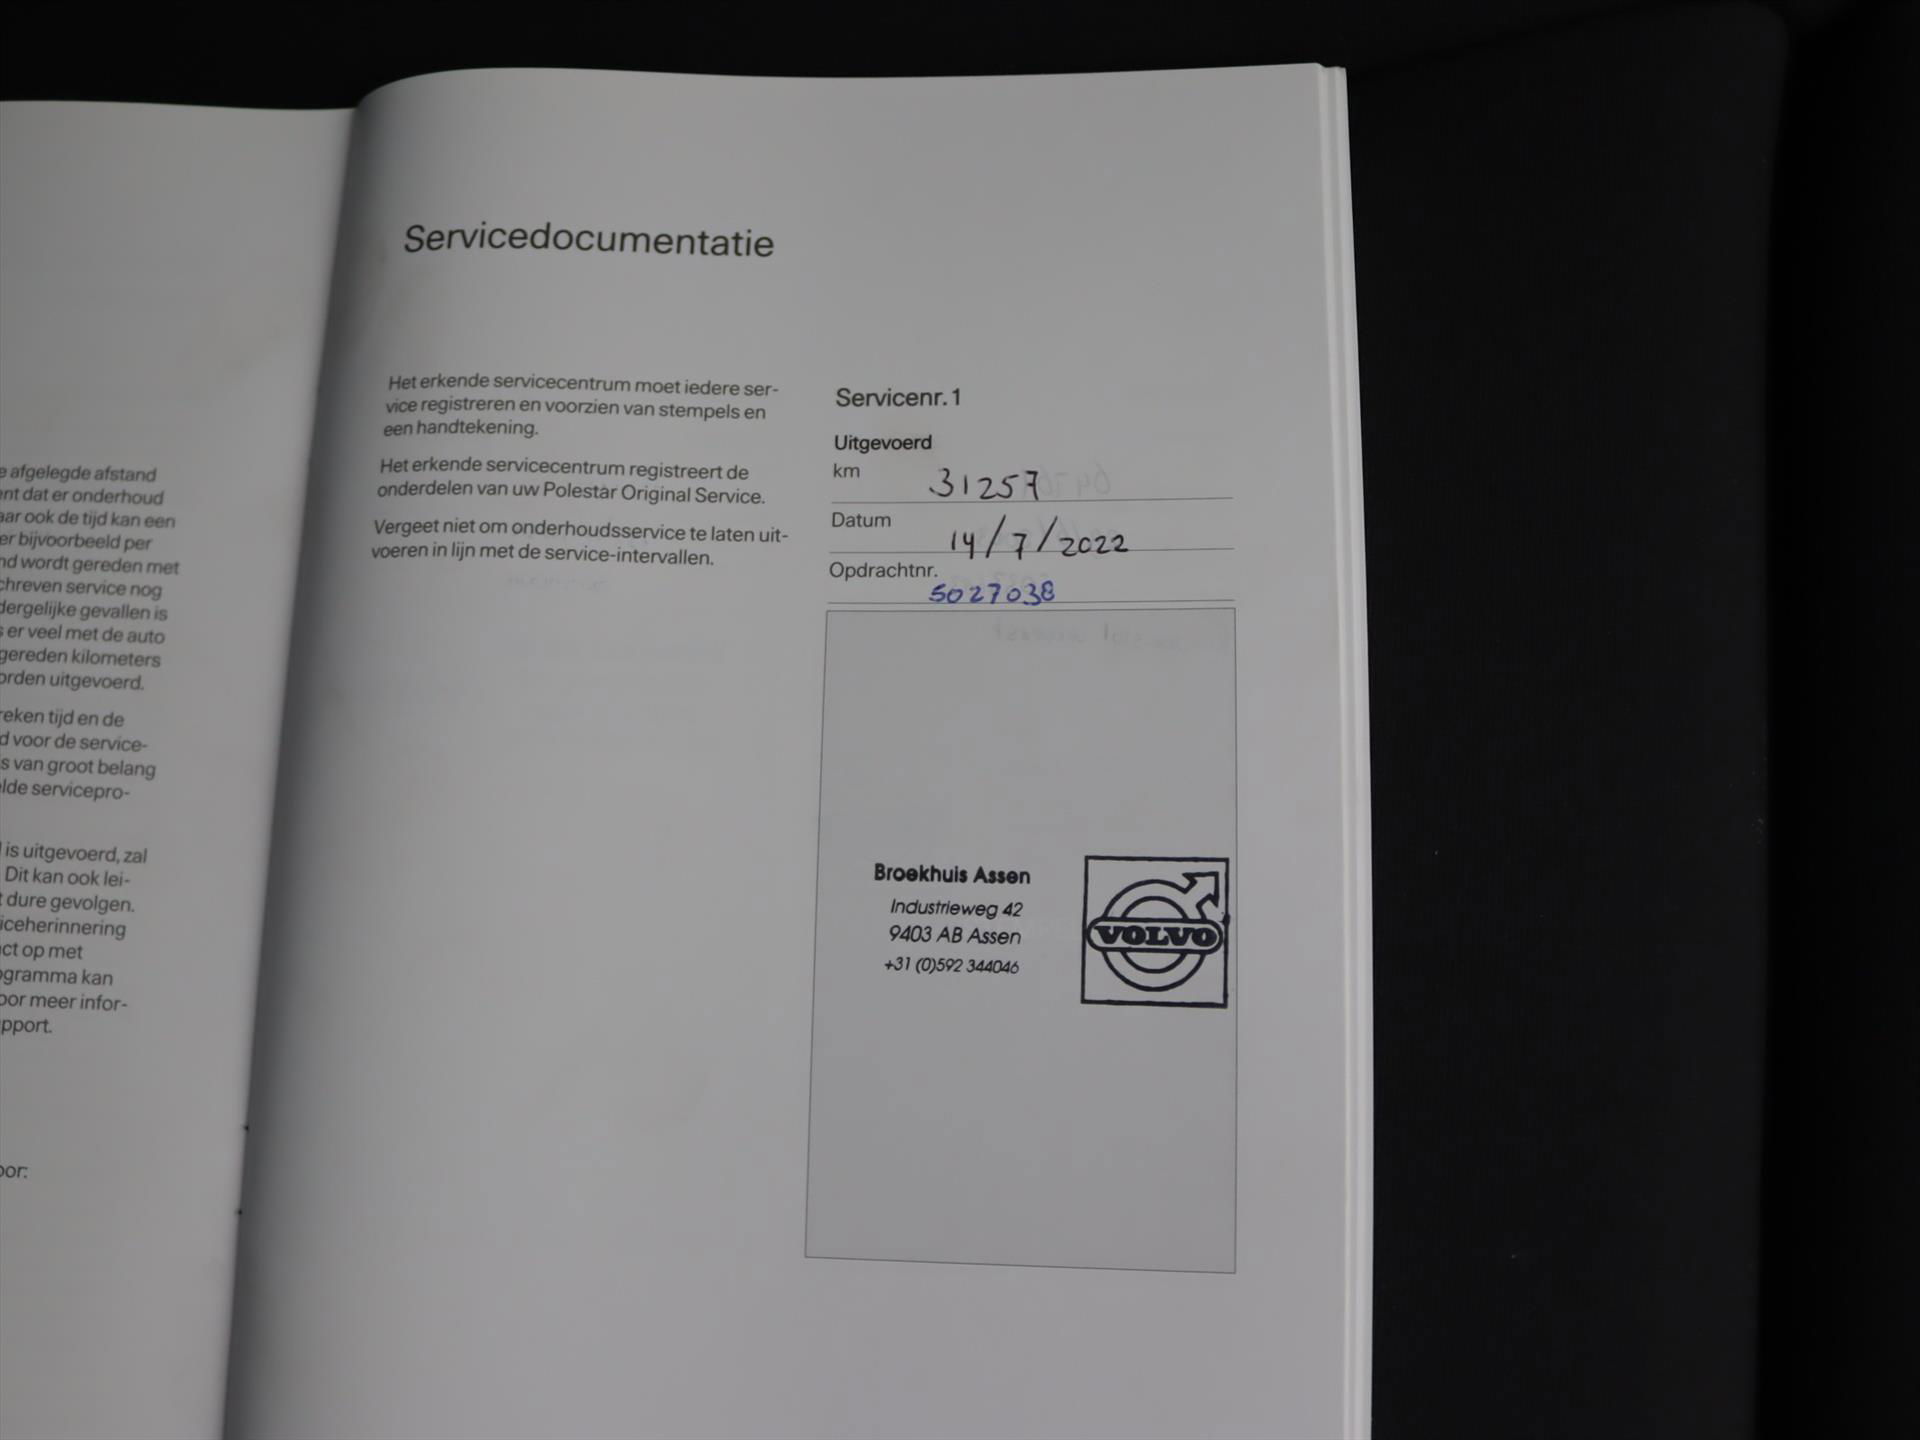 e afgelegde afstand
ent dat er onderhoud
aar ook de tijd kan een
er bijvoorbeeld per
nd wordt gereden met
chreven service nog
dergelijke gevallen is
s er veel met de auto
gereden kilometers
orden uitgevoerd.
reken tijd en de
d voor de service-
s van groot belang
elde servicepro-
l is uitgevoerd, zal
Dit kan ook lei-
t dure gevolgen.
iceherinnering
ct op met
ogramma kan
oor meer infor-
pport.
oor:
Servicedocumentatie
Het erkende servicecentrum moet iedere ser-
vice registreren en voorzien van stempels en
een handtekening.
Het erkende servicecentrum registreert de
onderdelen van uw Polestar Original Service.
Vergeet niet om onderhoudsservice te laten uit-
voeren in lijn met de service-intervallen.
Servicenr. 1
Uitgevoerd
km 31257
Datum 14/7/2022
Opdrachtnr. 5027038
Broekhuis Assen
Industrieweg 42
9403 AB Assen
+31 (0)592 344046
VOLVO